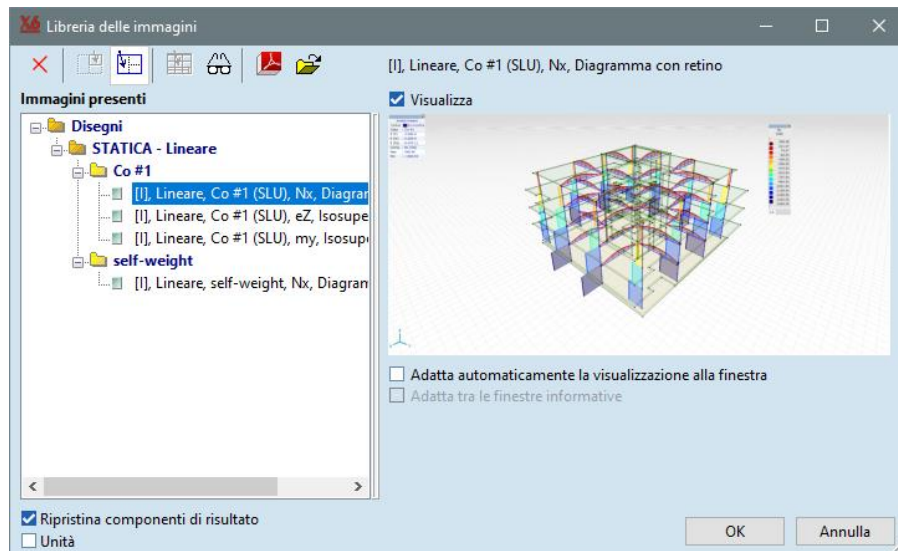 X6 Libreria delle immagini
[I], Lineare, Co #1 (SLU), Nx, Diagramma con retino
Immagini presenti
Visualizza
Disegni
STATICA - Lineare
Co #1
[I], Lineare, Co #1 (SLU), Nx, Diagrar
[I], Lineare, Co #1 (SLU), eZ, Isosupe
[I], Lineare, Co #1 (SLU), my, Isosup
self-weight
[I], Lineare, self-weight, Nx, Diagram
Adatta automaticamente la visualizzazione alla finestra
Adatta tra le finestre informative
Ripristina componenti di risultato
Unità
OK
Annulla